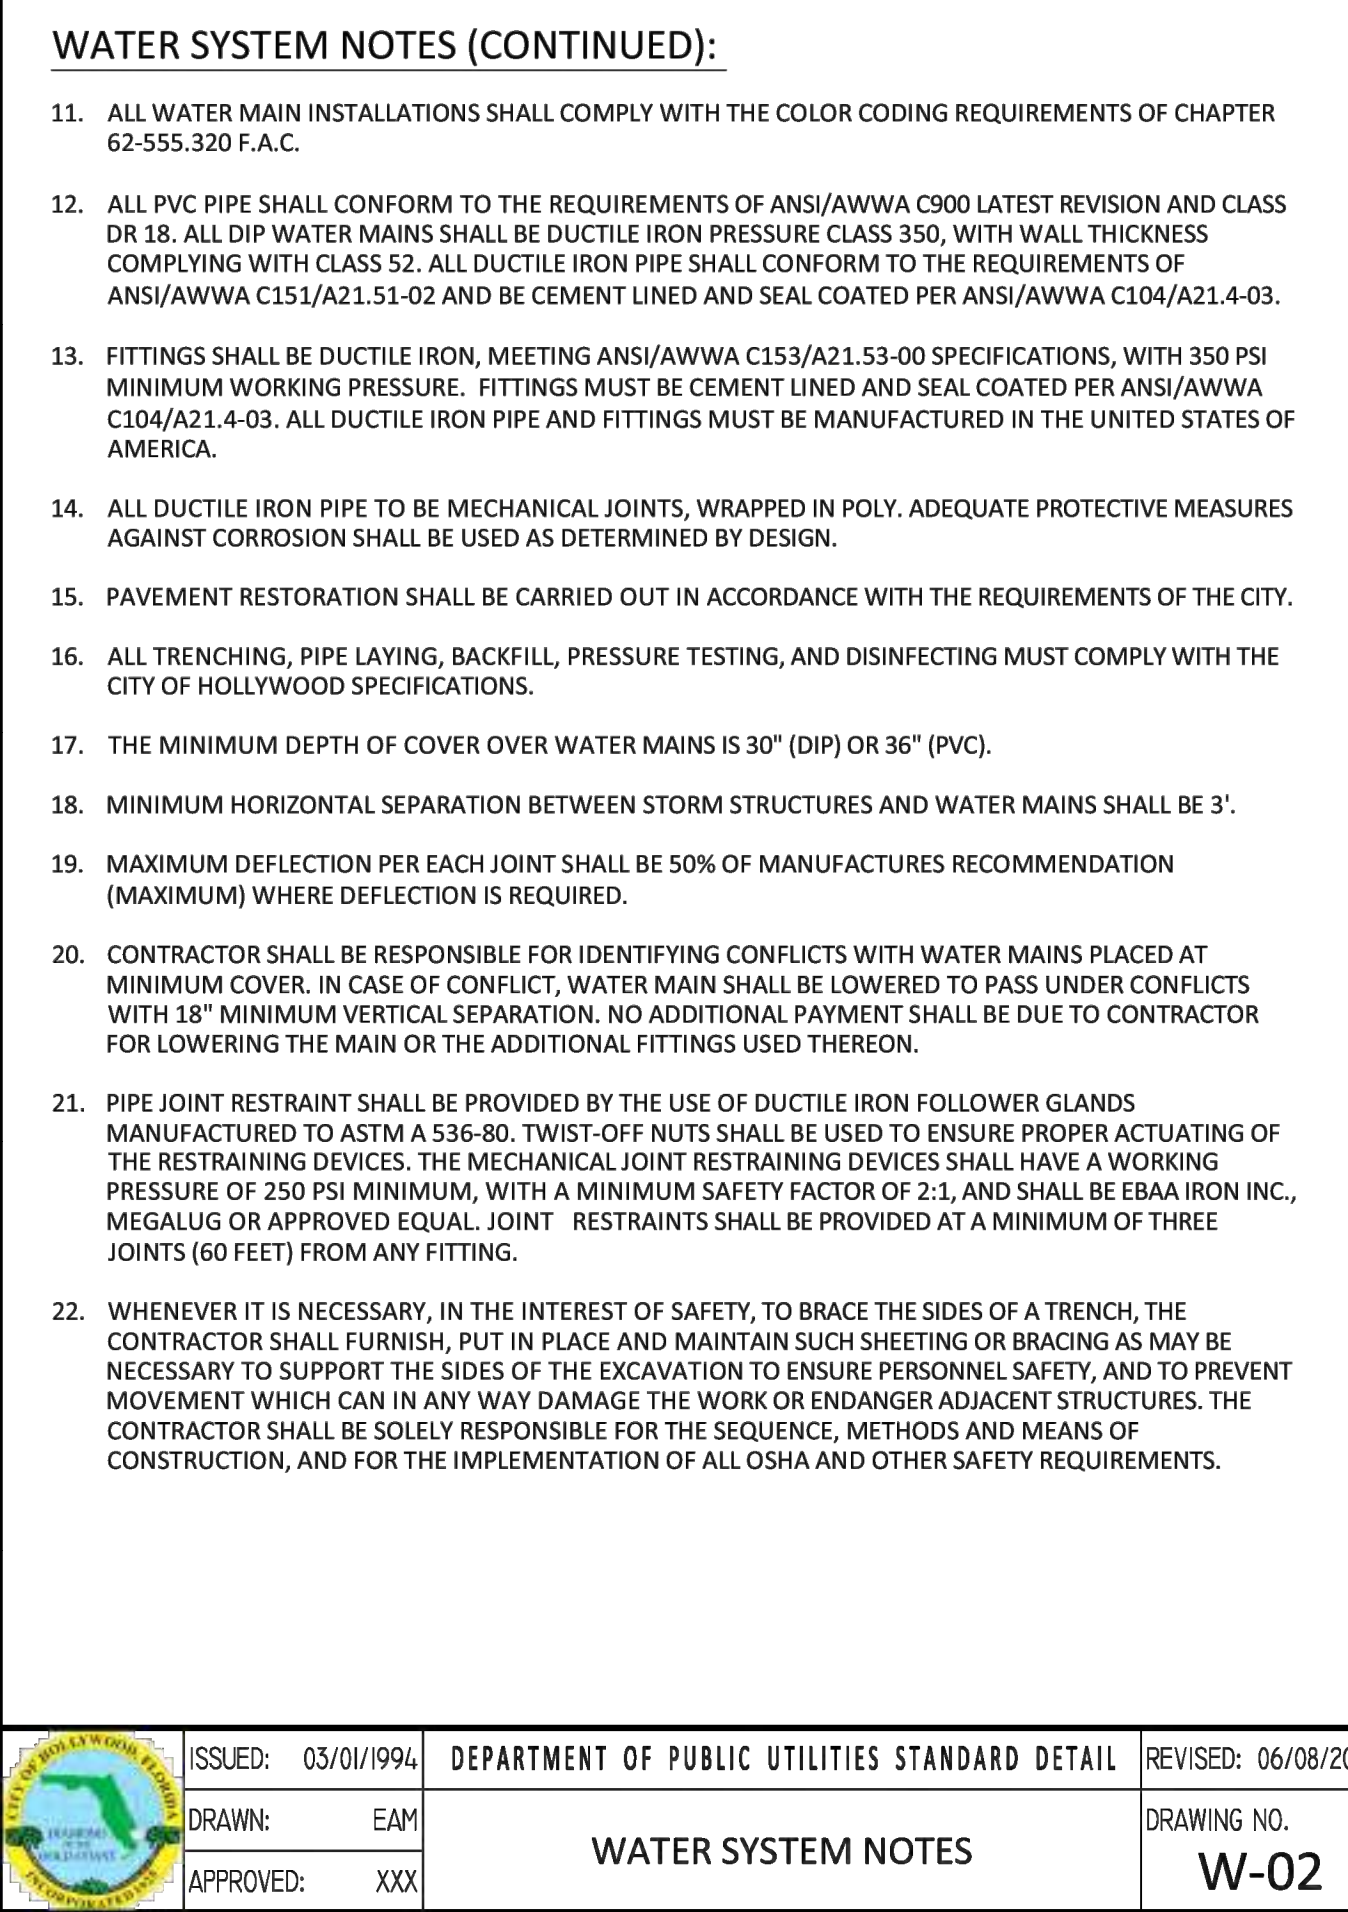 WATER SYSTEM NOTES (CONTINUED):
11. ALL WATER MAIN INSTALLATIONS SHALL COMPLY WITH THE COLOR CODING REQUIREMENTS OF CHAPTER
62-555.320 F.A.C.
12. ALL PVC PIPE SHALL CONFORM TO THE REQUIREMENTS OF ANSI/AWWA C900 LATEST REVISION AND CLASS
DR 18. ALL DIP WATER MAINS SHALL BE DUCTILE IRON PRESSURE CLASS 350, WITH WALL THICKNESS
COMPLYING WITH CLASS 52. ALL DUCTILE IRON PIPE SHALL CONFORM TO THE REQUIREMENTS OF
ANSI/AWWA C151/A21.51-02 AND BE CEMENT LINED AND SEAL COATED PER ANSI/AWWA C104/A21.4-03.
13. FITTINGS SHALL BE DUCTILE IRON, MEETING ANSI/AWWA C153/A21.53-00 SPECIFICATIONS, WITH 350 PSI
MINIMUM WORKING PRESSURE. FITTINGS MUST BE CEMENT LINED AND SEAL COATED PER ANSI/AWWA
C104/A21.4-03. ALL DUCTILE IRON PIPE AND FITTINGS MUST BE MANUFACTURED IN THE UNITED STATES OF
AMERICA.
14. ALL DUCTILE IRON PIPE TO BE MECHANICAL JOINTS, WRAPPED IN POLY. ADEQUATE PROTECTIVE MEASURES
AGAINST CORROSION SHALL BE USED AS DETERMINED BY DESIGN.
15. PAVEMENT RESTORATION SHALL BE CARRIED OUT IN ACCORDANCE WITH THE REQUIREMENTS OF THE CITY.
16. ALL TRENCHING, PIPE LAYING, BACKFILL, PRESSURE TESTING, AND DISINFECTING MUST COMPLY WITH THE
CITY OF HOLLYWOOD SPECIFICATIONS.
17. THE MINIMUM DEPTH OF COVER OVER WATER MAINS IS 30" (DIP) OR 36" (PVC).
18. MINIMUM HORIZONTAL SEPARATION BETWEEN STORM STRUCTURES AND WATER MAINS SHALL BE 3'.
19. MAXIMUM DEFLECTION PER EACH JOINT SHALL BE 50% OF MANUFACTURES RECOMMENDATION
(MAXIMUM) WHERE DEFLECTION IS REQUIRED.
20. CONTRACTOR SHALL BE RESPONSIBLE FOR IDENTIFYING CONFLICTS WITH WATER MAINS PLACED AT
MINIMUM COVER. IN CASE OF CONFLICT, WATER MAIN SHALL BE LOWERED TO PASS UNDER CONFLICTS
WITH 18" MINIMUM VERTICAL SEPARATION. NO ADDITIONAL PAYMENT SHALL BE DUE TO CONTRACTOR
FOR LOWERING THE MAIN OR THE ADDITIONAL FITTINGS USED THEREON.
21. PIPE JOINT RESTRAINT SHALL BE PROVIDED BY THE USE OF DUCTILE IRON FOLLOWER GLANDS
MANUFACTURED TO ASTM A 536-80. TWIST-OFF NUTS SHALL BE USED TO ENSURE PROPER ACTUATING OF
THE RESTRAINING DEVICES. THE MECHANICAL JOINT RESTRAINING DEVICES SHALL HAVE A WORKING
PRESSURE OF 250 PSI MINIMUM, WITH A MINIMUM SAFETY FACTOR OF 2:1, AND SHALL BE EBAA IRON INC.,
MEGALUG OR APPROVED EQUAL. JOINT RESTRAINTS SHALL BE PROVIDED AT A MINIMUM OF THREE
JOINTS (60 FEET) FROM ANY FITTING.
22. WHENEVER IT IS NECESSARY, IN THE INTEREST OF SAFETY, TO BRACE THE SIDES OF A TRENCH, THE
CONTRACTOR SHALL FURNISH, PUT IN PLACE AND MAINTAIN SUCH SHEETING OR BRACING AS MAY BE
NECESSARY TO SUPPORT THE SIDES OF THE EXCAVATION TO ENSURE PERSONNEL SAFETY, AND TO PREVENT
MOVEMENT WHICH CAN IN ANY WAY DAMAGE THE WORK OR ENDANGER ADJACENT STRUCTURES. THE
CONTRACTOR SHALL BE SOLELY RESPONSIBLE FOR THE SEQUENCE, METHODS AND MEANS OF
CONSTRUCTION, AND FOR THE IMPLEMENTATION OF ALL OSHA AND OTHER SAFETY REQUIREMENTS.
CITY OF HOLLYWOOD, FLORIDA
ISSUED: 03/01/1994
DRAWN: EAM
APPROVED: XXX
DEPARTMENT OF PUBLIC UTILITIES STANDARD DETAIL
WATER SYSTEM NOTES
REVISED: 06/08/20
DRAWING NO.
W-02